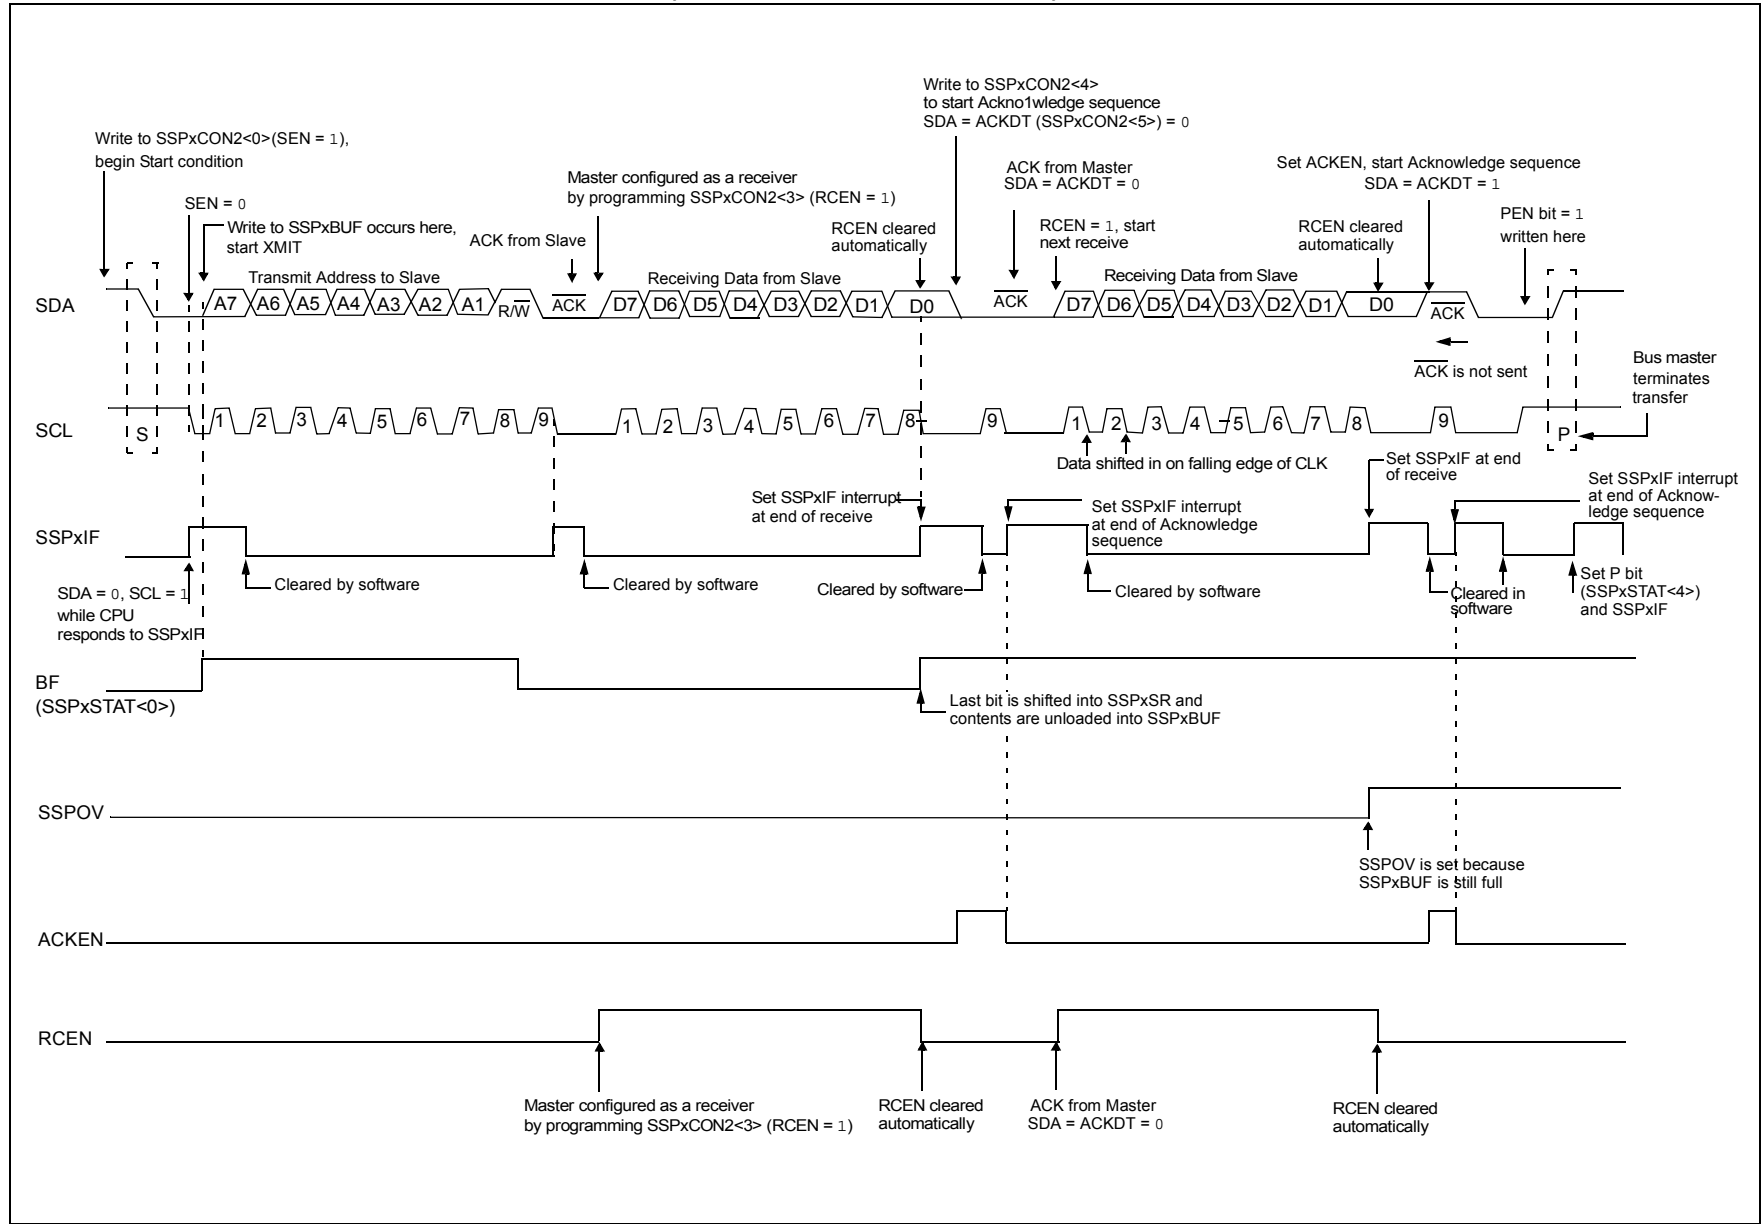 Write to SSPxCON2<4>
to start Ackno1wledge sequence
SDA = ACKDT (SSPxCON2<5>) = 0
Write to SSPxCON2<0>(SEN = 1),
begin Start condition
ACK from Master
SDA = ACKDT = 0
Set ACKEN, start Acknowledge sequence
SDA = ACKDT = 1
Master configured as a receiver
by programming SSPxCON2<3> (RCEN = 1)
SEN = 0
Write to SSPxBUF occurs here,
start XMIT
ACK from Slave
RCEN cleared
automatically
RCEN = 1, start
next receive
RCEN cleared
automatically
PEN bit = 1
written here
Transmit Address to Slave
Receiving Data from Slave
Receiving Data from Slave
SDA
A7 A6 A5 A4 A3 A2 A1 R/W ACK D7 D6 D5 D4 D3 D2 D1 D0 ACK D7 D6 D5 D4 D3 D2 D1 D0 ACK
ACK is not sent
Bus master
terminates
transfer
SCL
S 1 2 3 4 5 6 7 8 9 1 2 3 4 5 6 7 8 9 1 2 3 4 5 6 7 8 9 P
Data shifted in on falling edge of CLK
Set SSPxIF at end
of receive
Set SSPxIF interrupt
at end of receive
Set SSPxIF interrupt
at end of Acknowledge
sequence
Set SSPxIF interrupt
at end of Acknow-
ledge sequence
SSPxIF
SDA = 0, SCL = 1
while CPU
responds to SSPxIF
Cleared by software
Cleared by software
Cleared by software
Cleared by software
Cleared in
software
Set P bit
(SSPxSTAT<4>)
and SSPxIF
BF
(SSPxSTAT<0>)
Last bit is shifted into SSPxSR and
contents are unloaded into SSPxBUF
SSPOV
SSPOV is set because
SSPxBUF is still full
ACKEN
RCEN
Master configured as a receiver
by programming SSPxCON2<3> (RCEN = 1)
RCEN cleared
automatically
ACK from Master
SDA = ACKDT = 0
RCEN cleared
automatically